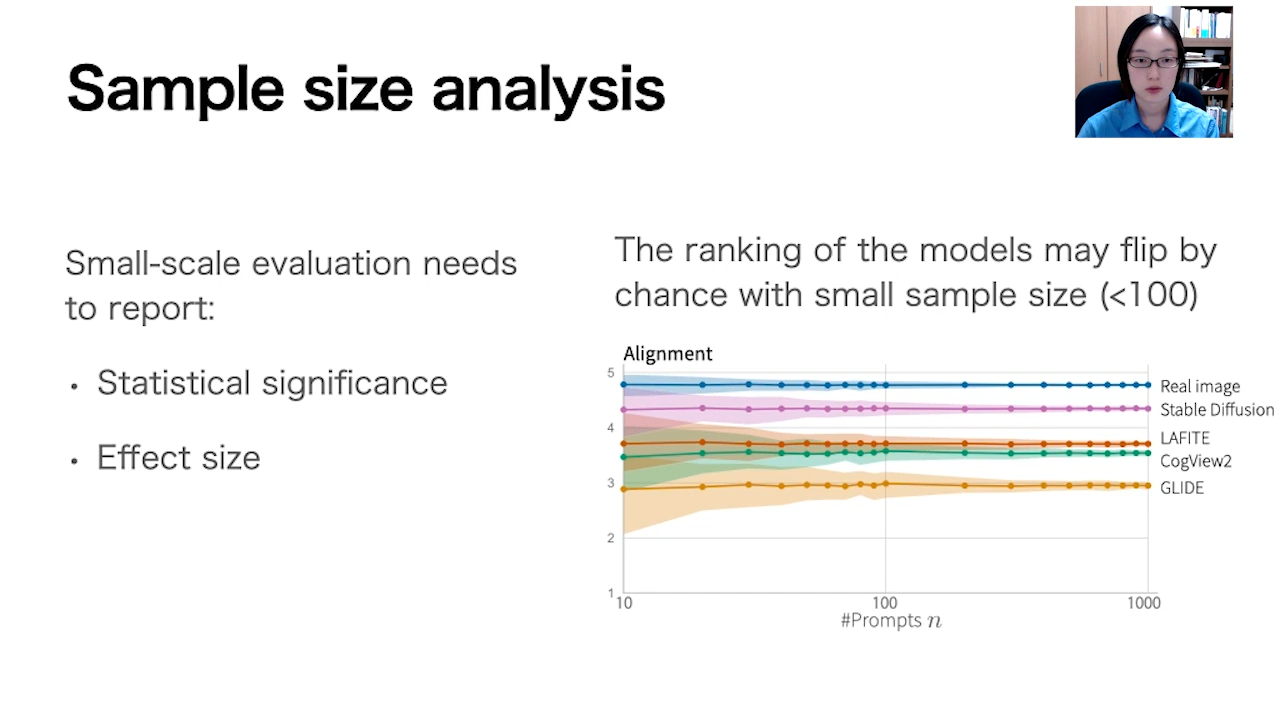 Sample size analysis
Small-scale evaluation needs
to report:
• Statistical significance
• Effect size
The ranking of the models may flip by
chance with small sample size (<100)
Alignment
5
4
3
2
1
10
100
1000
#Prompts n
Real image
Stable Diffusion
LAFITE
CogView2
GLIDE